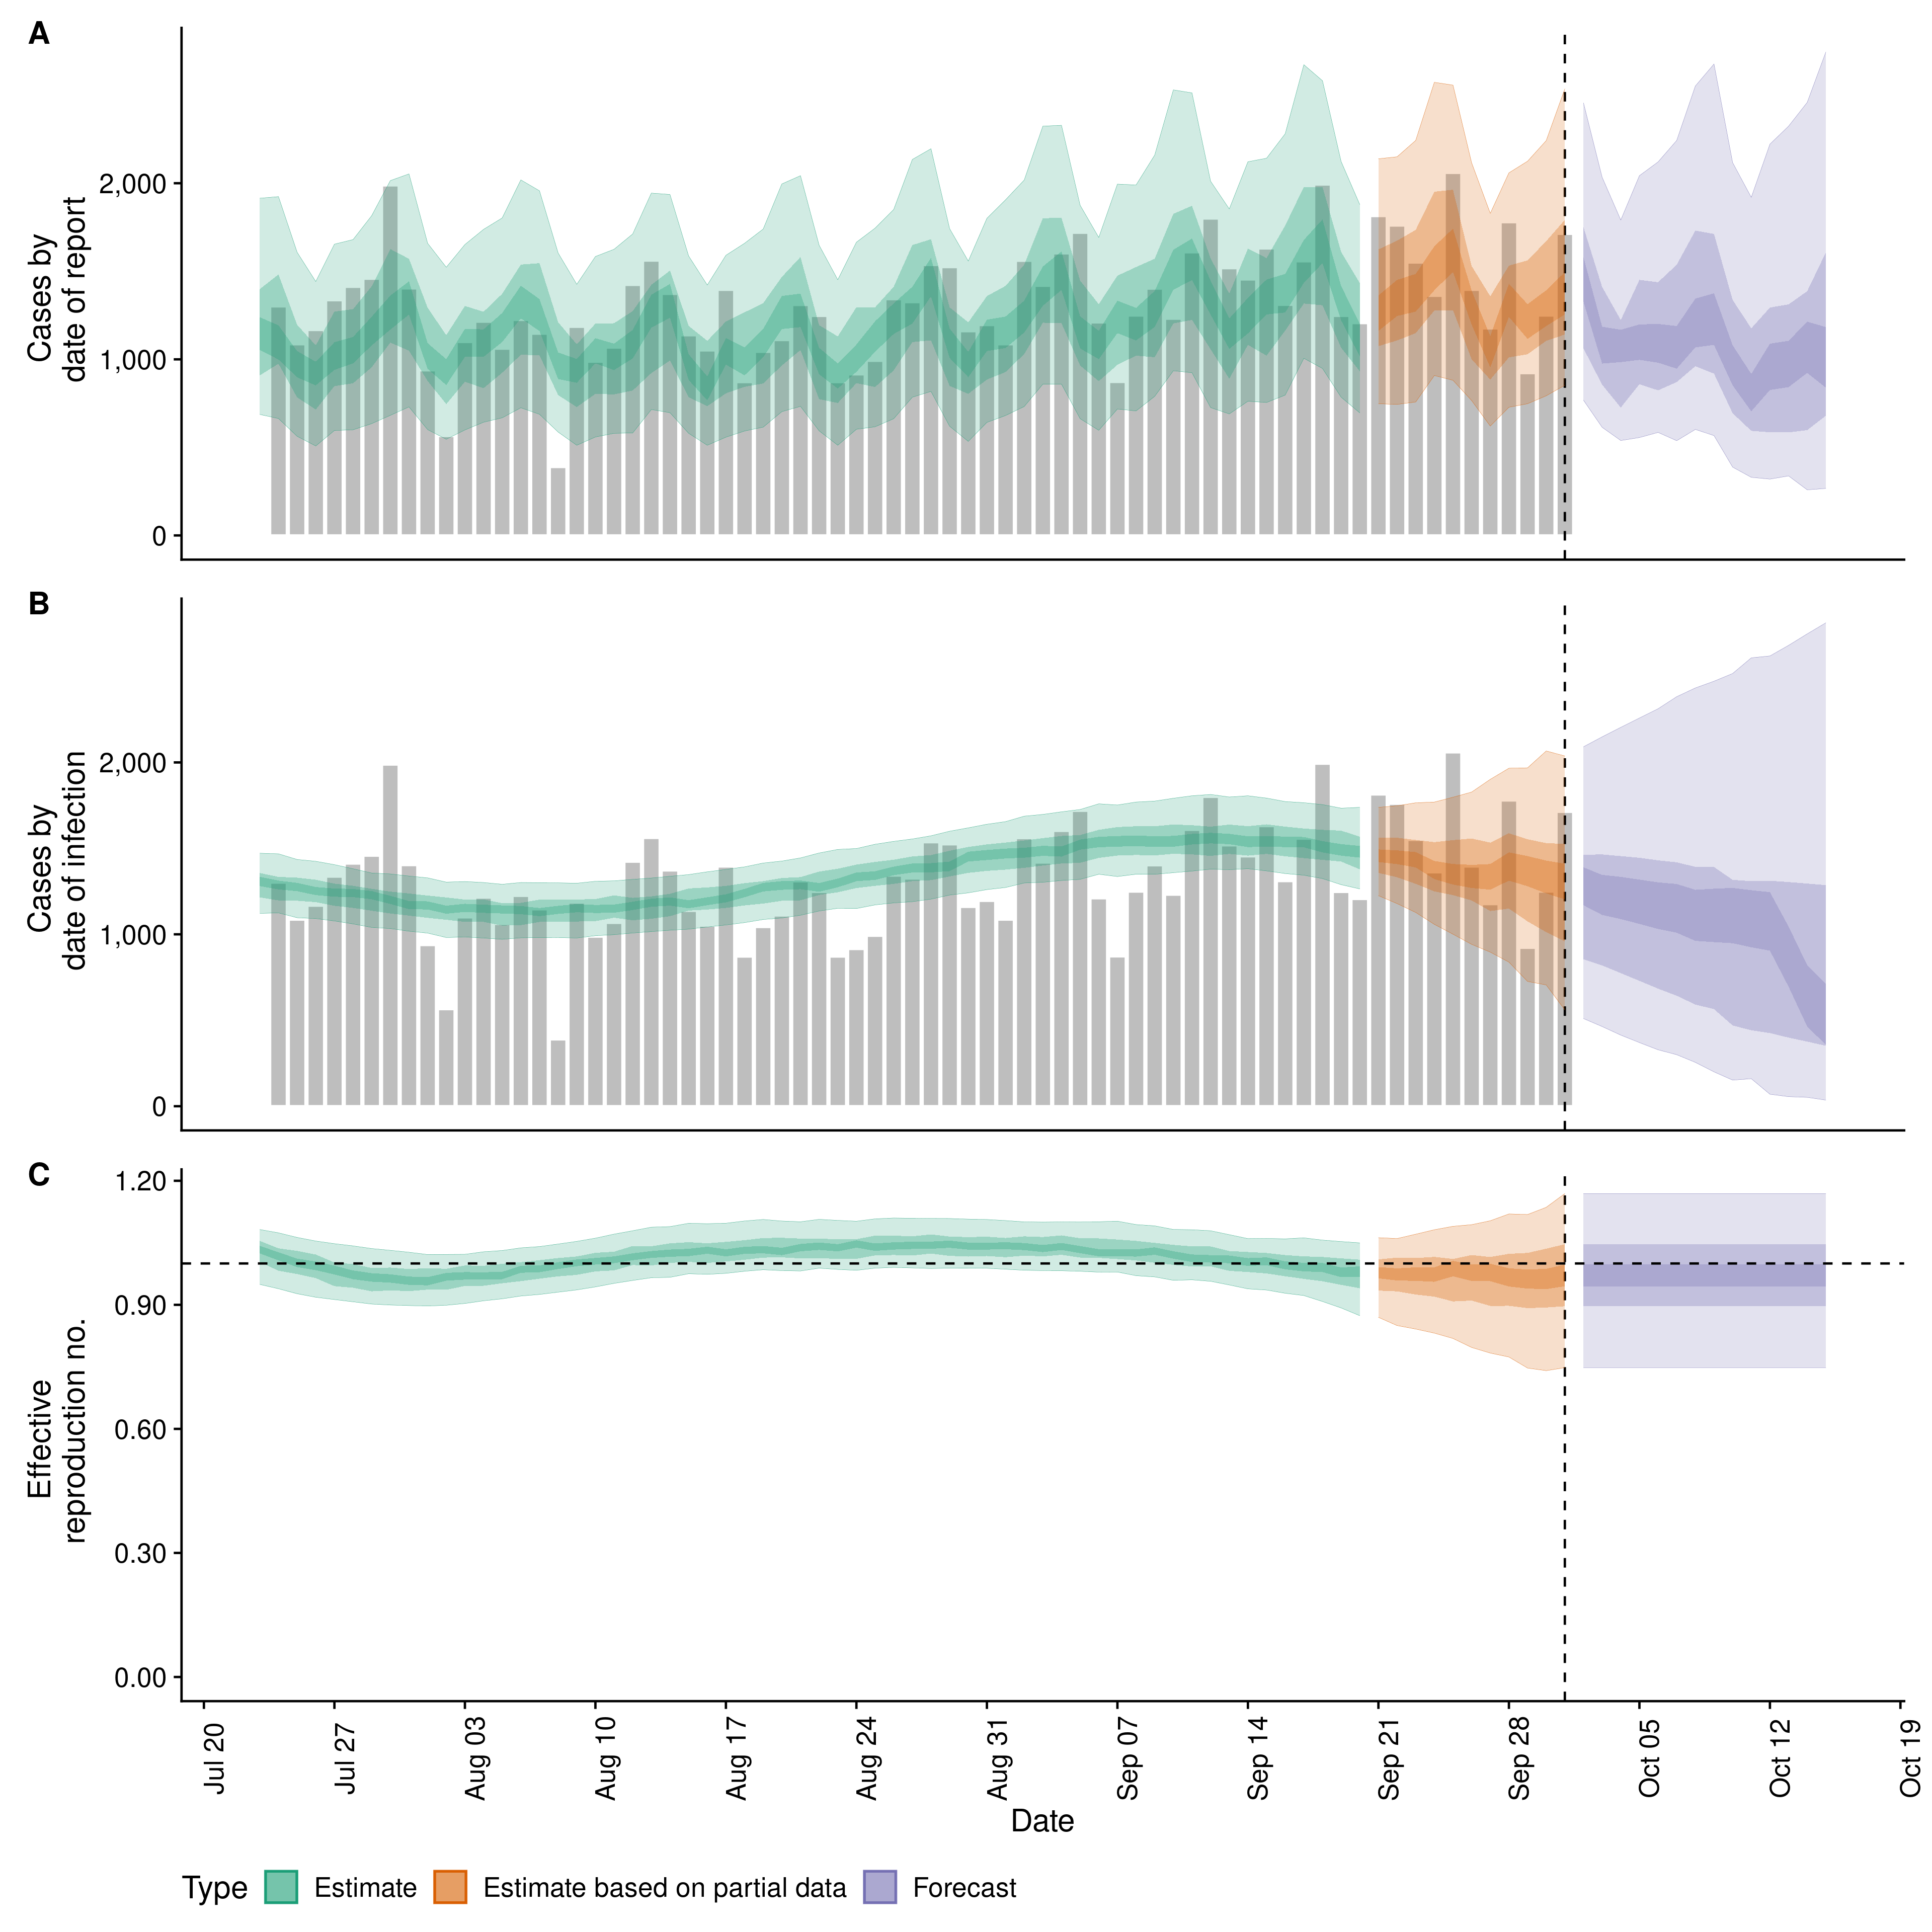 A
Cases by
date of report
2,000
1,000
0
B
Cases by
date of infection
2,000
1,000
0
C
Effective
reproduction no.
1.20
0.90
0.60
0.30
0.00
Jul 20
Jul 27
Aug 03
Aug 10
Aug 17
Aug 24
Aug 31
Sep 07
Sep 14
Sep 21
Sep 28
Oct 05
Oct 12
Oct 19
Date
Type Estimate Estimate based on partial data Forecast